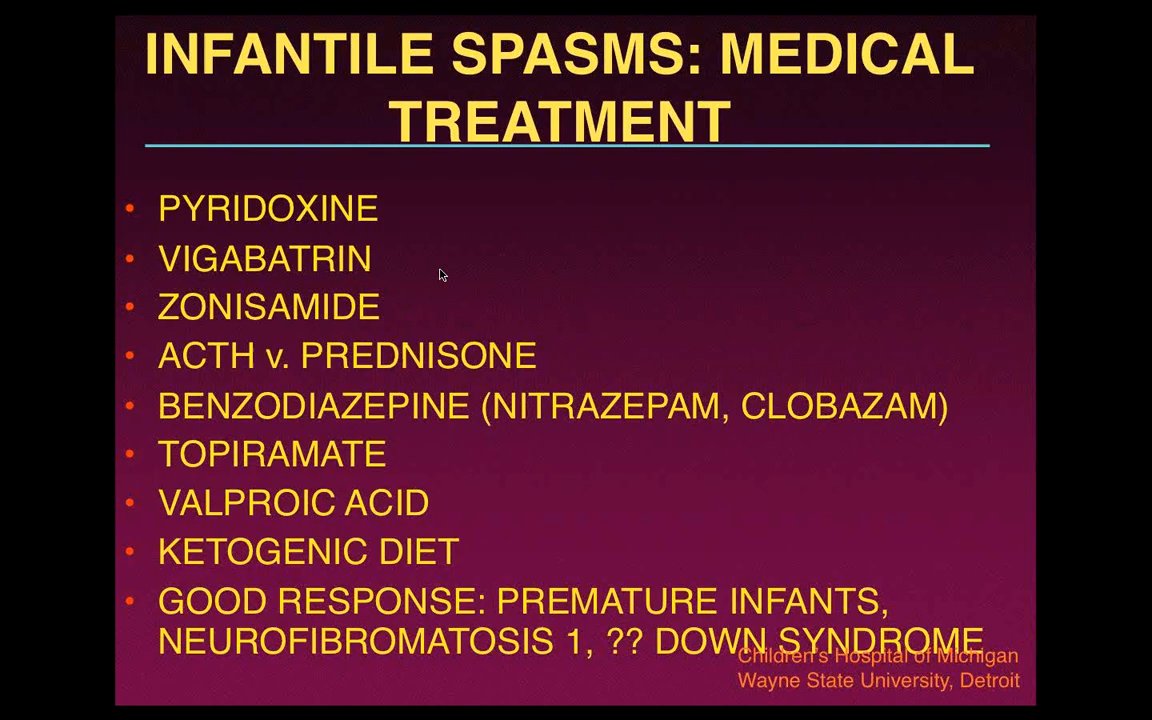 INFANTILE SPASMS: MEDICAL
TREATMENT
• PYRIDOXINE
• VIGABATRIN
• ZONISAMIDE
• ACTH v. PREDNISONE
• BENZODIAZEPINE (NITRAZEPAM, CLOBAZAM)
• TOPIRAMATE
• VALPROIC ACID
• KETOGENIC DIET
• GOOD RESPONSE: PREMATURE INFANTS,
NEUROFIBROMATOSIS 1, ?? DOWN SYNDROME
Children's Hospital of Michigan
Wayne State University, Detroit